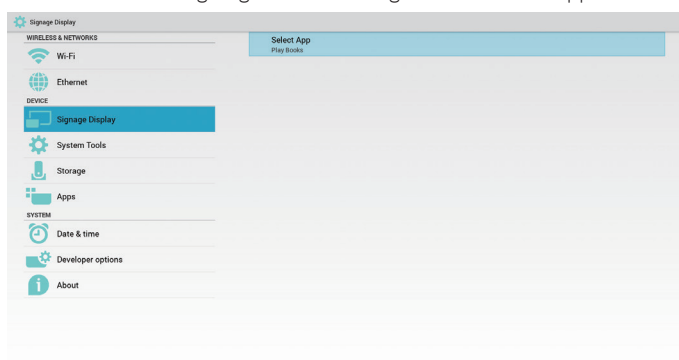 Signage Display
WIRELESS & NETWORKS
Wi-Fi
Ethernet
DEVICE
Signage Display
System Tools
Storage
Apps
SYSTEM
Date & time
Developer options
About
Select App
Play Books